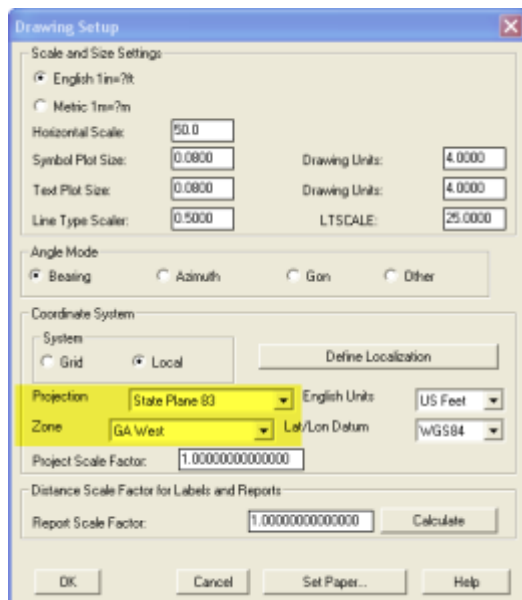 Drawing Setup
Scale and Size Settings
English 1in=?ft
Metric 1m=?m
Horizontal Scale: 50.0
Symbol Plot Size: 0.0800 Drawing Units: 4.0000
Text Plot Size: 0.0800 Drawing Units: 4.0000
Line Type Scaler: 0.5000 LTSCALE: 25.0000
Angle Mode
Bearing Azimuth Gon Other
Coordinate System
System
Grid Local Define Localization
Projection State Plane 83 English Units US Feet
Zone GA West Lat/Lon Datum WGS84
Project Scale Factor: 1.00000000000000
Distance Scale Factor for Labels and Reports
Report Scale Factor: 1.00000000000000 Calculate
OK Cancel Set Paper... Help